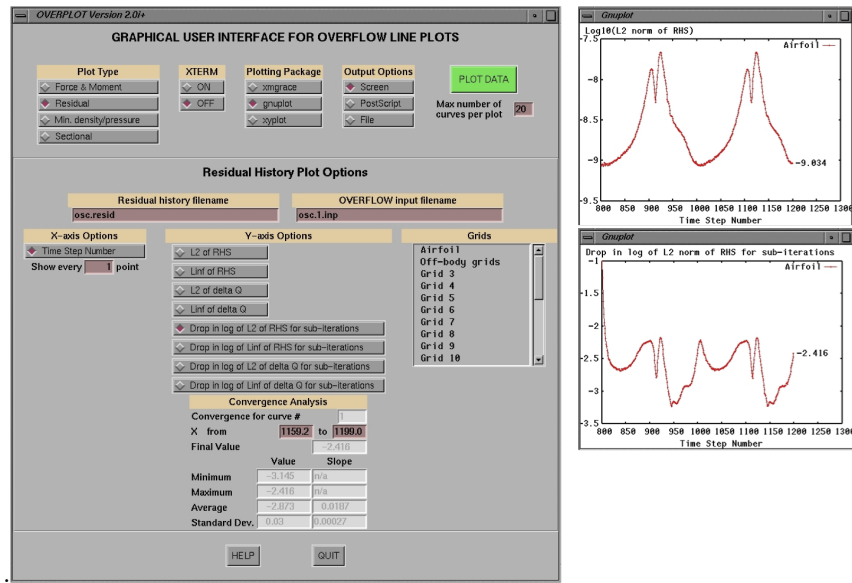 OVERPLOT Version 2.0i+
GRAPHICAL USER INTERFACE FOR OVERFLOW LINE PLOTS
Plot Type
Force & Moment
Residual
Min. density/pressure
Sectional
XTERM
ON
OFF
Plotting Package
xmgrace
gnuplot
xyplot
Output Options
Screen
PostScript
File
PLOT DATA
Max number of
curves per plot
20
Residual History Plot Options
Residual history filename
osc.resid
OVERFLOW input filename
osc.1.inp
X-axis Options
Time Step Number
Show every 1 point
Y-axis Options
L2 of RHS
Linf of RHS
L2 of delta Q
Linf of delta Q
Drop in log of L2 of RHS for sub-iterations
Drop in log of Linf of RHS for sub-iterations
Drop in log of L2 of delta Q for sub-iterations
Drop in log of Linf of delta Q for sub-iterations
Grids
Airfoil
Off-body grids
Grid 3
Grid 4
Grid 5
Grid 6
Grid 7
Grid 8
Grid 9
Grid 10
Convergence Analysis
Convergence for curve # 1
X from 1159.2 to 1199.0
Final Value -2.416
Value Slope
Minimum -3.145 n/a
Maximum -2.416 n/a
Average -2.873 0.0187
Standard Dev. 0.03 0.00027
HELP
QUIT
Gnuplot
Log10(L2 norm of RHS)
-7.5
Airfoil
-8
-8.5
-9
-9.034
-9.5
800 850 900 950 1000 1050 1100 1150 1200 1250 1300
Time Step Number
Gnuplot
Drop in log of L2 norm of RHS for sub-iterations
-1
Airfoil
-1.5
-2
-2.416
-2.5
-3
-3.5
800 850 900 950 1000 1050 1100 1150 1200 1250 1300
Time Step Number